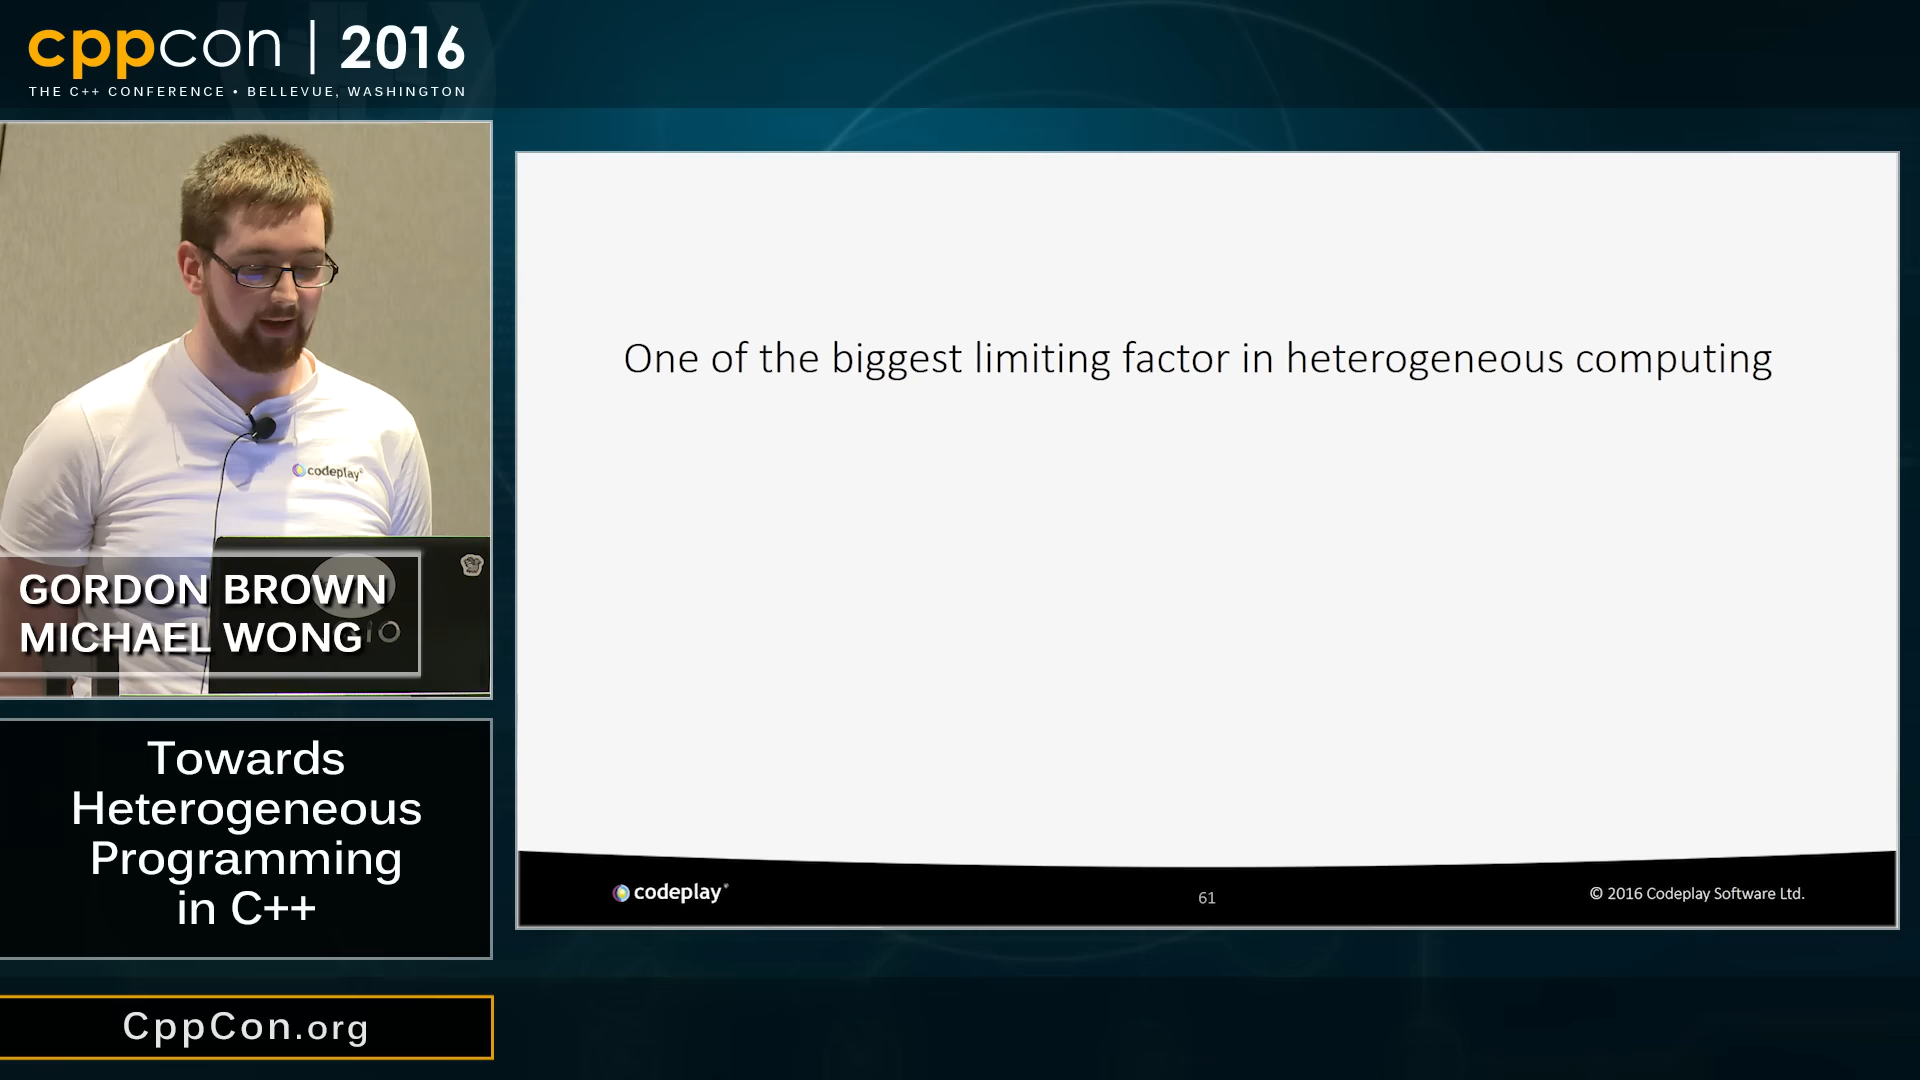 cppcon | 2016
THE C++ CONFERENCE • BELLEVUE, WASHINGTON
codeplay
GORDON BROWN
MICHAEL WONG
Towards
Heterogeneous
Programming
in C++
CppCon.org
One of the biggest limiting factor in heterogeneous computing
codeplay®
61
© 2016 Codeplay Software Ltd.